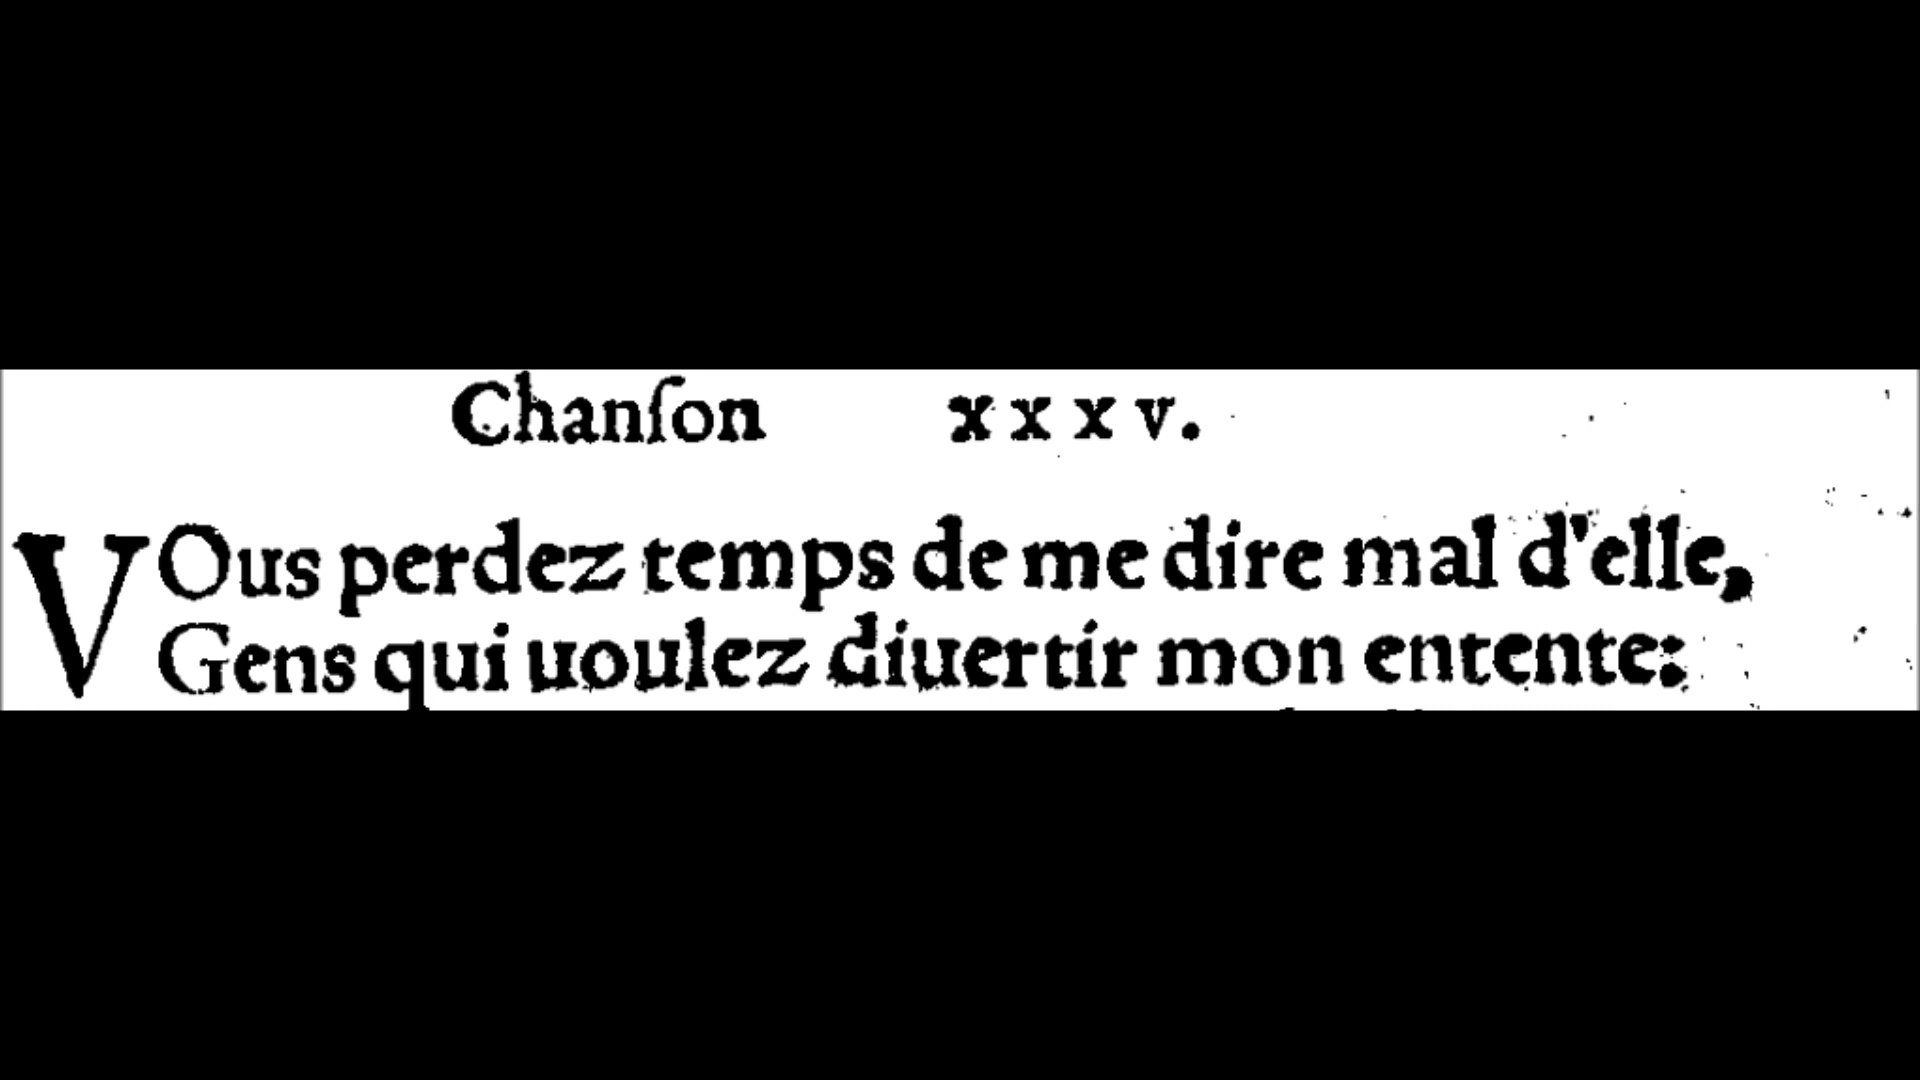 Chanſon xxxv.
VOus perdez temps de me dire mal d'elle,
Gens qui uoulez diuertir mon entente: